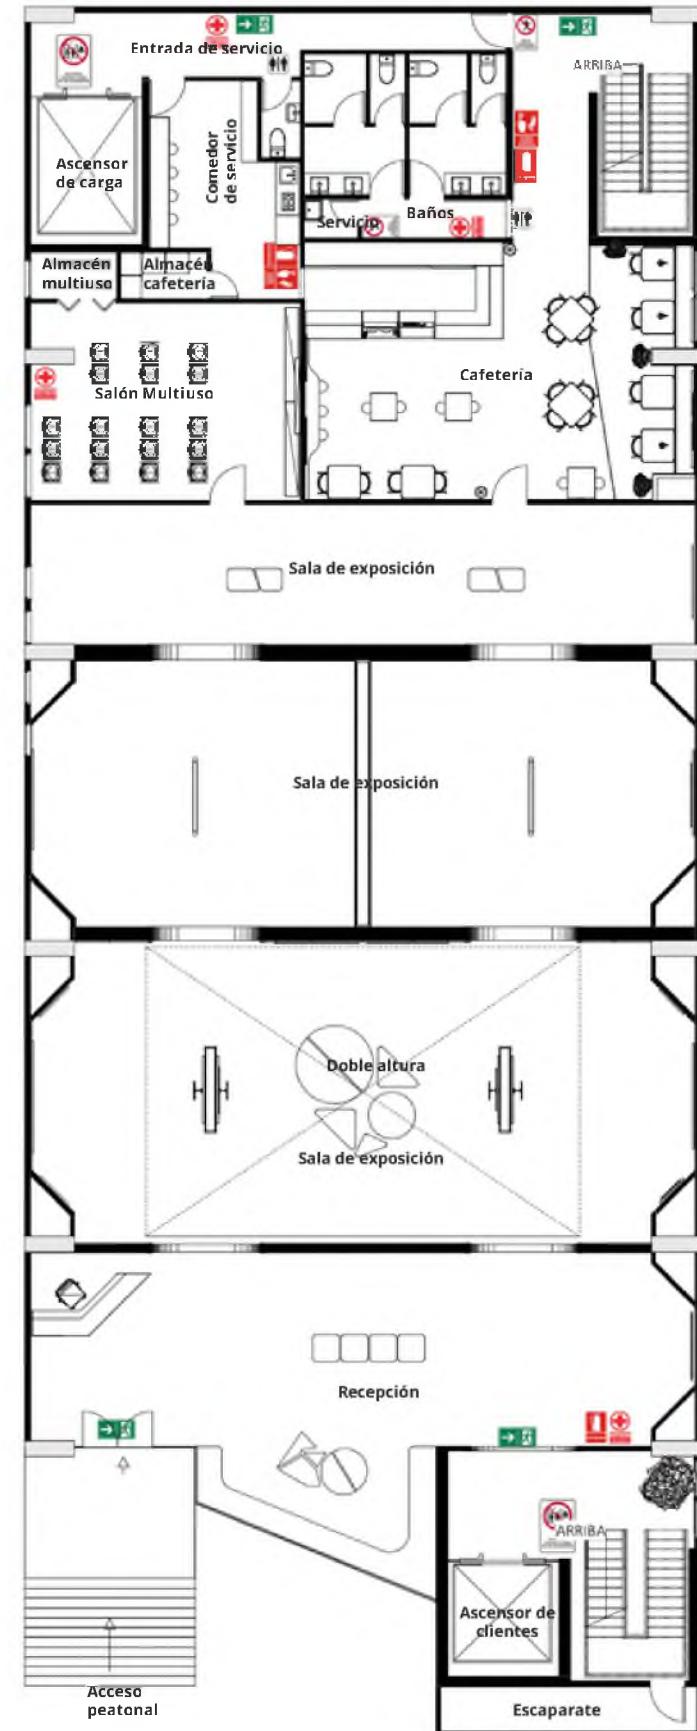 Entrada de servicio
ARRIBA
Ascensor
de carga
Comedor
de servicio
Servicio
Baños
Almacén
multiuso
Almacén
cafetería
Salón Multiuso
Cafetería
Sala de exposición
Sala de exposición
Doble altura
Sala de exposición
Recepción
ARRIBA
Ascensor de
clientes
Acceso
peatonal
Escaparate